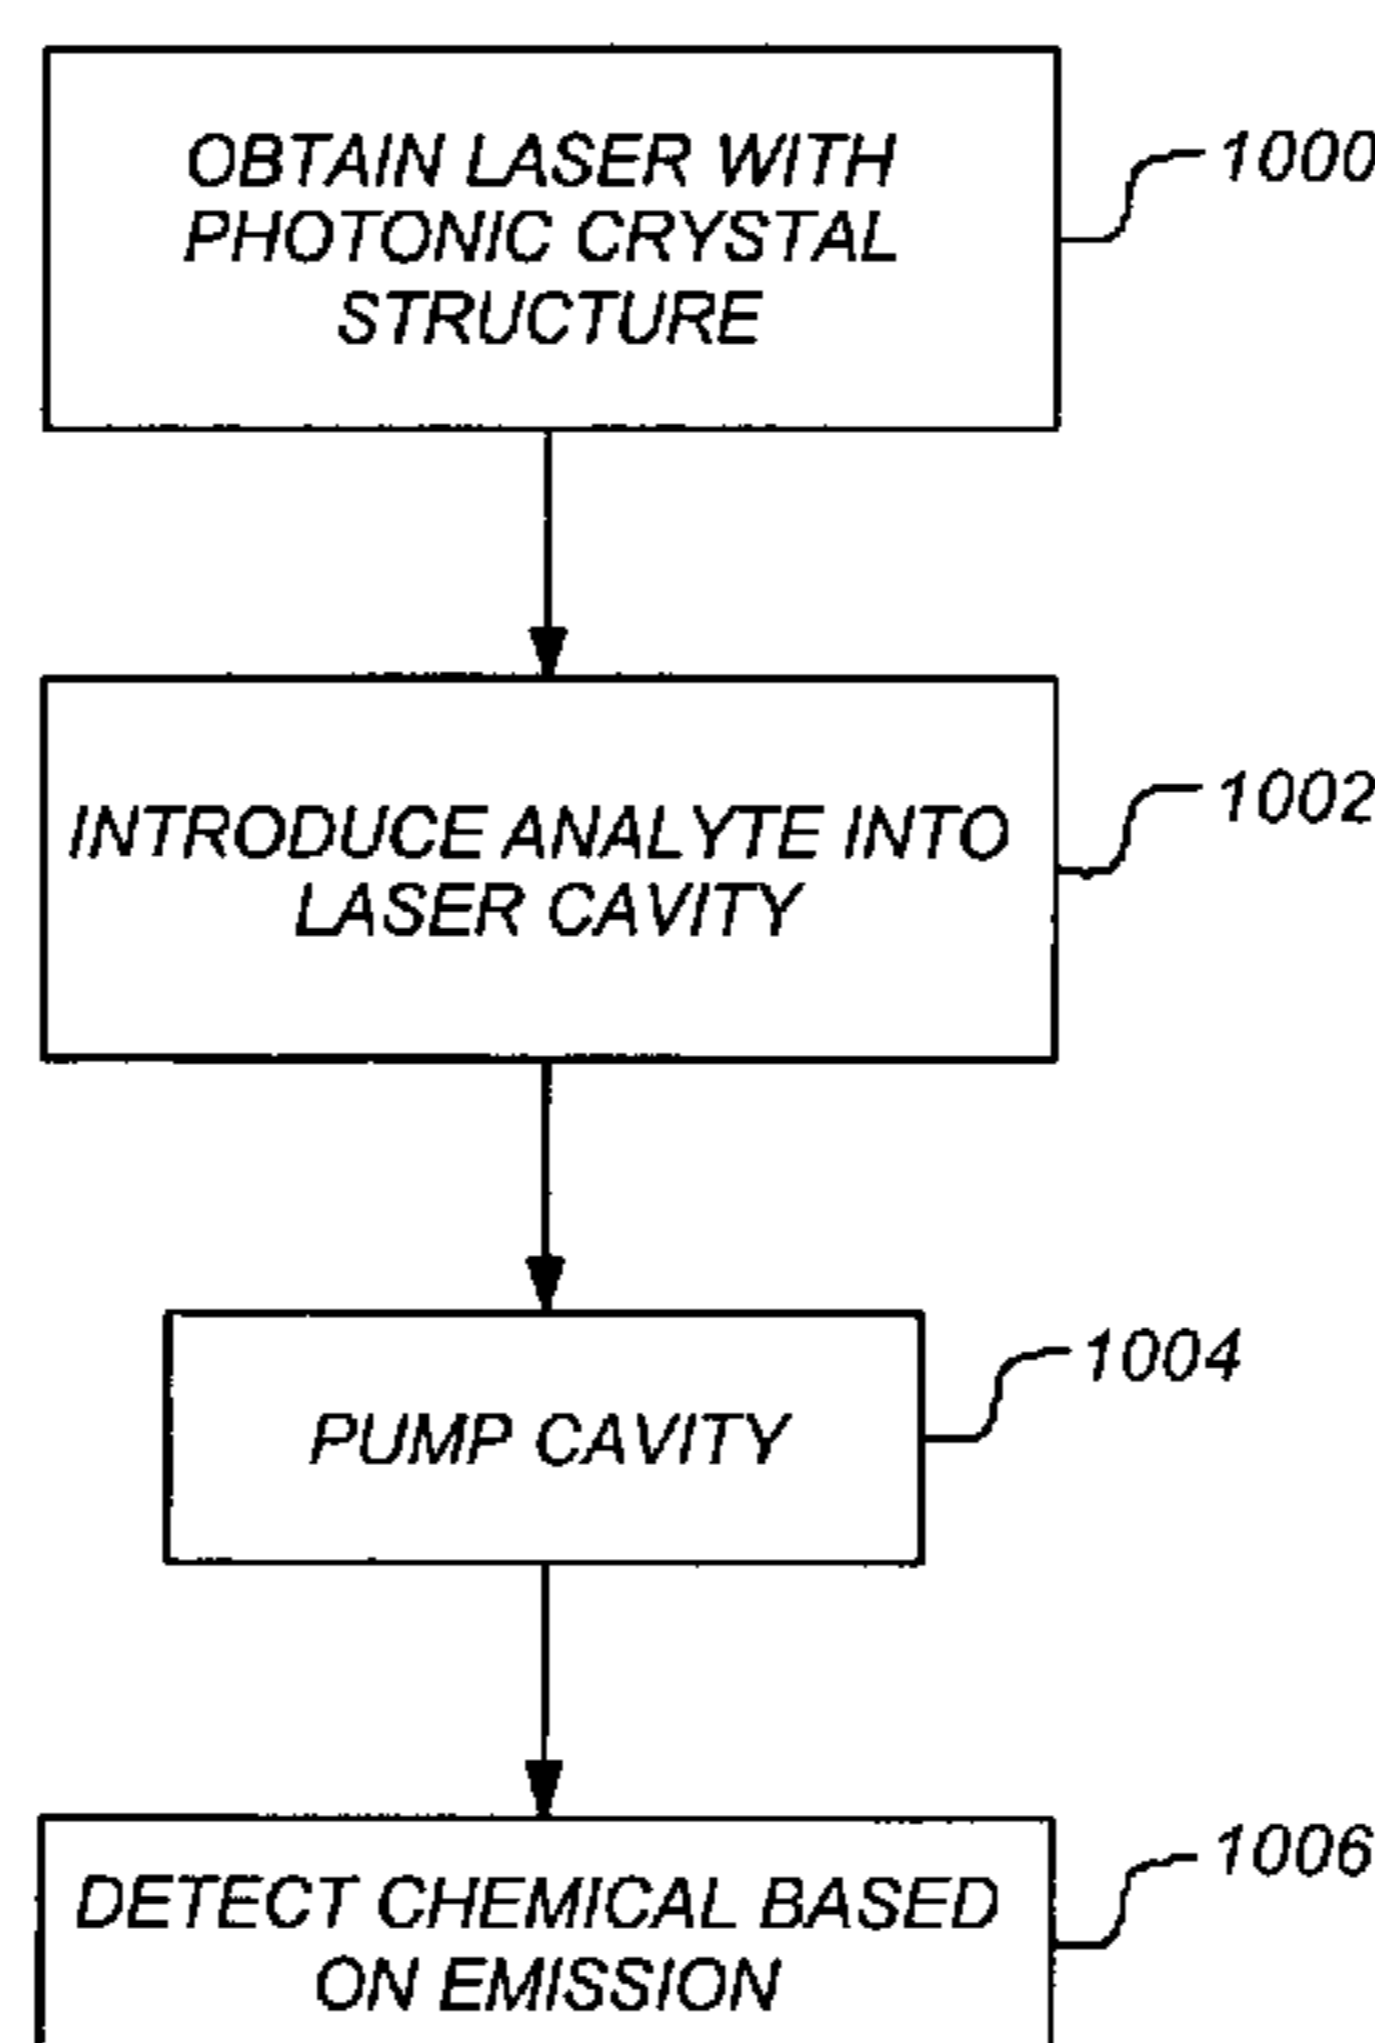 OBTAIN LASER WITH
PHOTONIC CRYSTAL
STRUCTURE
1000
INTRODUCE ANALYTE INTO
LASER CAVITY
1002
PUMP CAVITY
1004
DETECT CHEMICAL BASED
ON EMISSION
1006